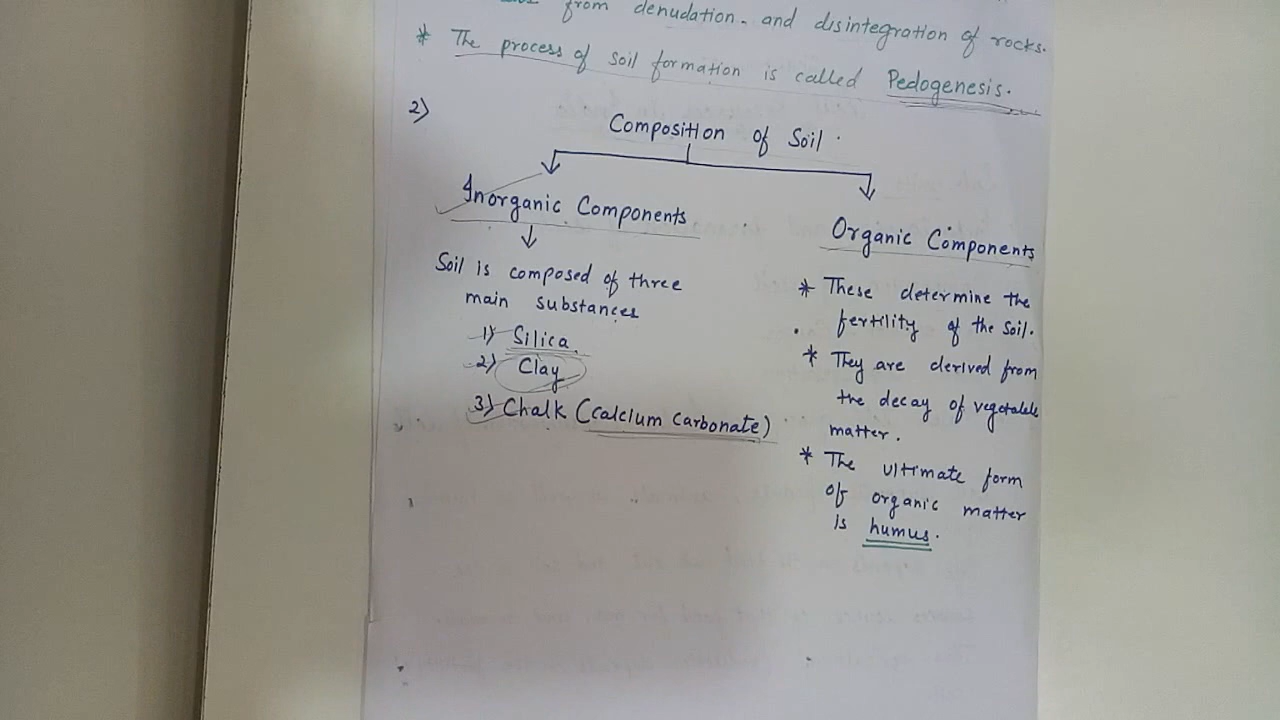 from denudation. and disintegration of rocks.
* The process of soil formation is called Pedogenesis.
2)
Composition of Soil.
Inorganic Components
Soil is composed of three
main substances
1) Silica.
2) Clay
3) Chalk (calcium carbonate)
Organic Components
* These determine the
fertility of the soil.
* They are derived from
the decay of vegetable
matter.
* The ultimate form
of organic matter
is humus.